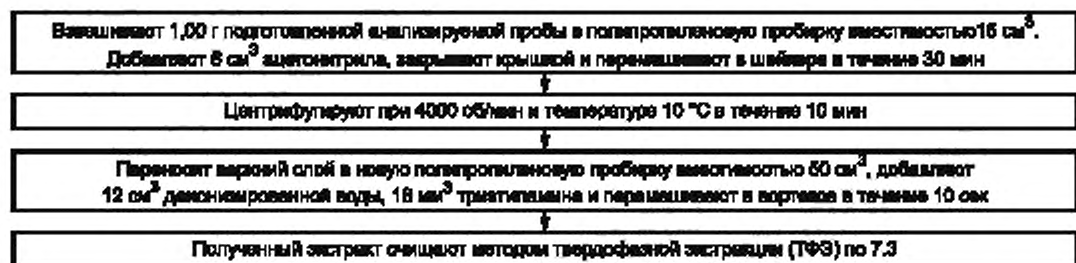 Взвешивают 1,00 г подготовленной анализируемой пробы в полипропиленовую пробирку вместимостью 15 см³.
Добавляют 6 см³ ацетонитрила, закрывают крышкой и перемешивают в шейкере в течение 30 мин
Центрифугируют при 4000 об/мин и температуре 10 °С в течение 10 мин
Переносят верхний слой в новую полипропиленовую пробирку вместимостью 50 см³, добавляют
12 см³ деионизированной воды, 18 мм³ триэтиламина и перемешивают в вортексе в течение 10 сек
Полученный экстракт очищают методом твердофазной экстракции (ТФЭ) по 7.3